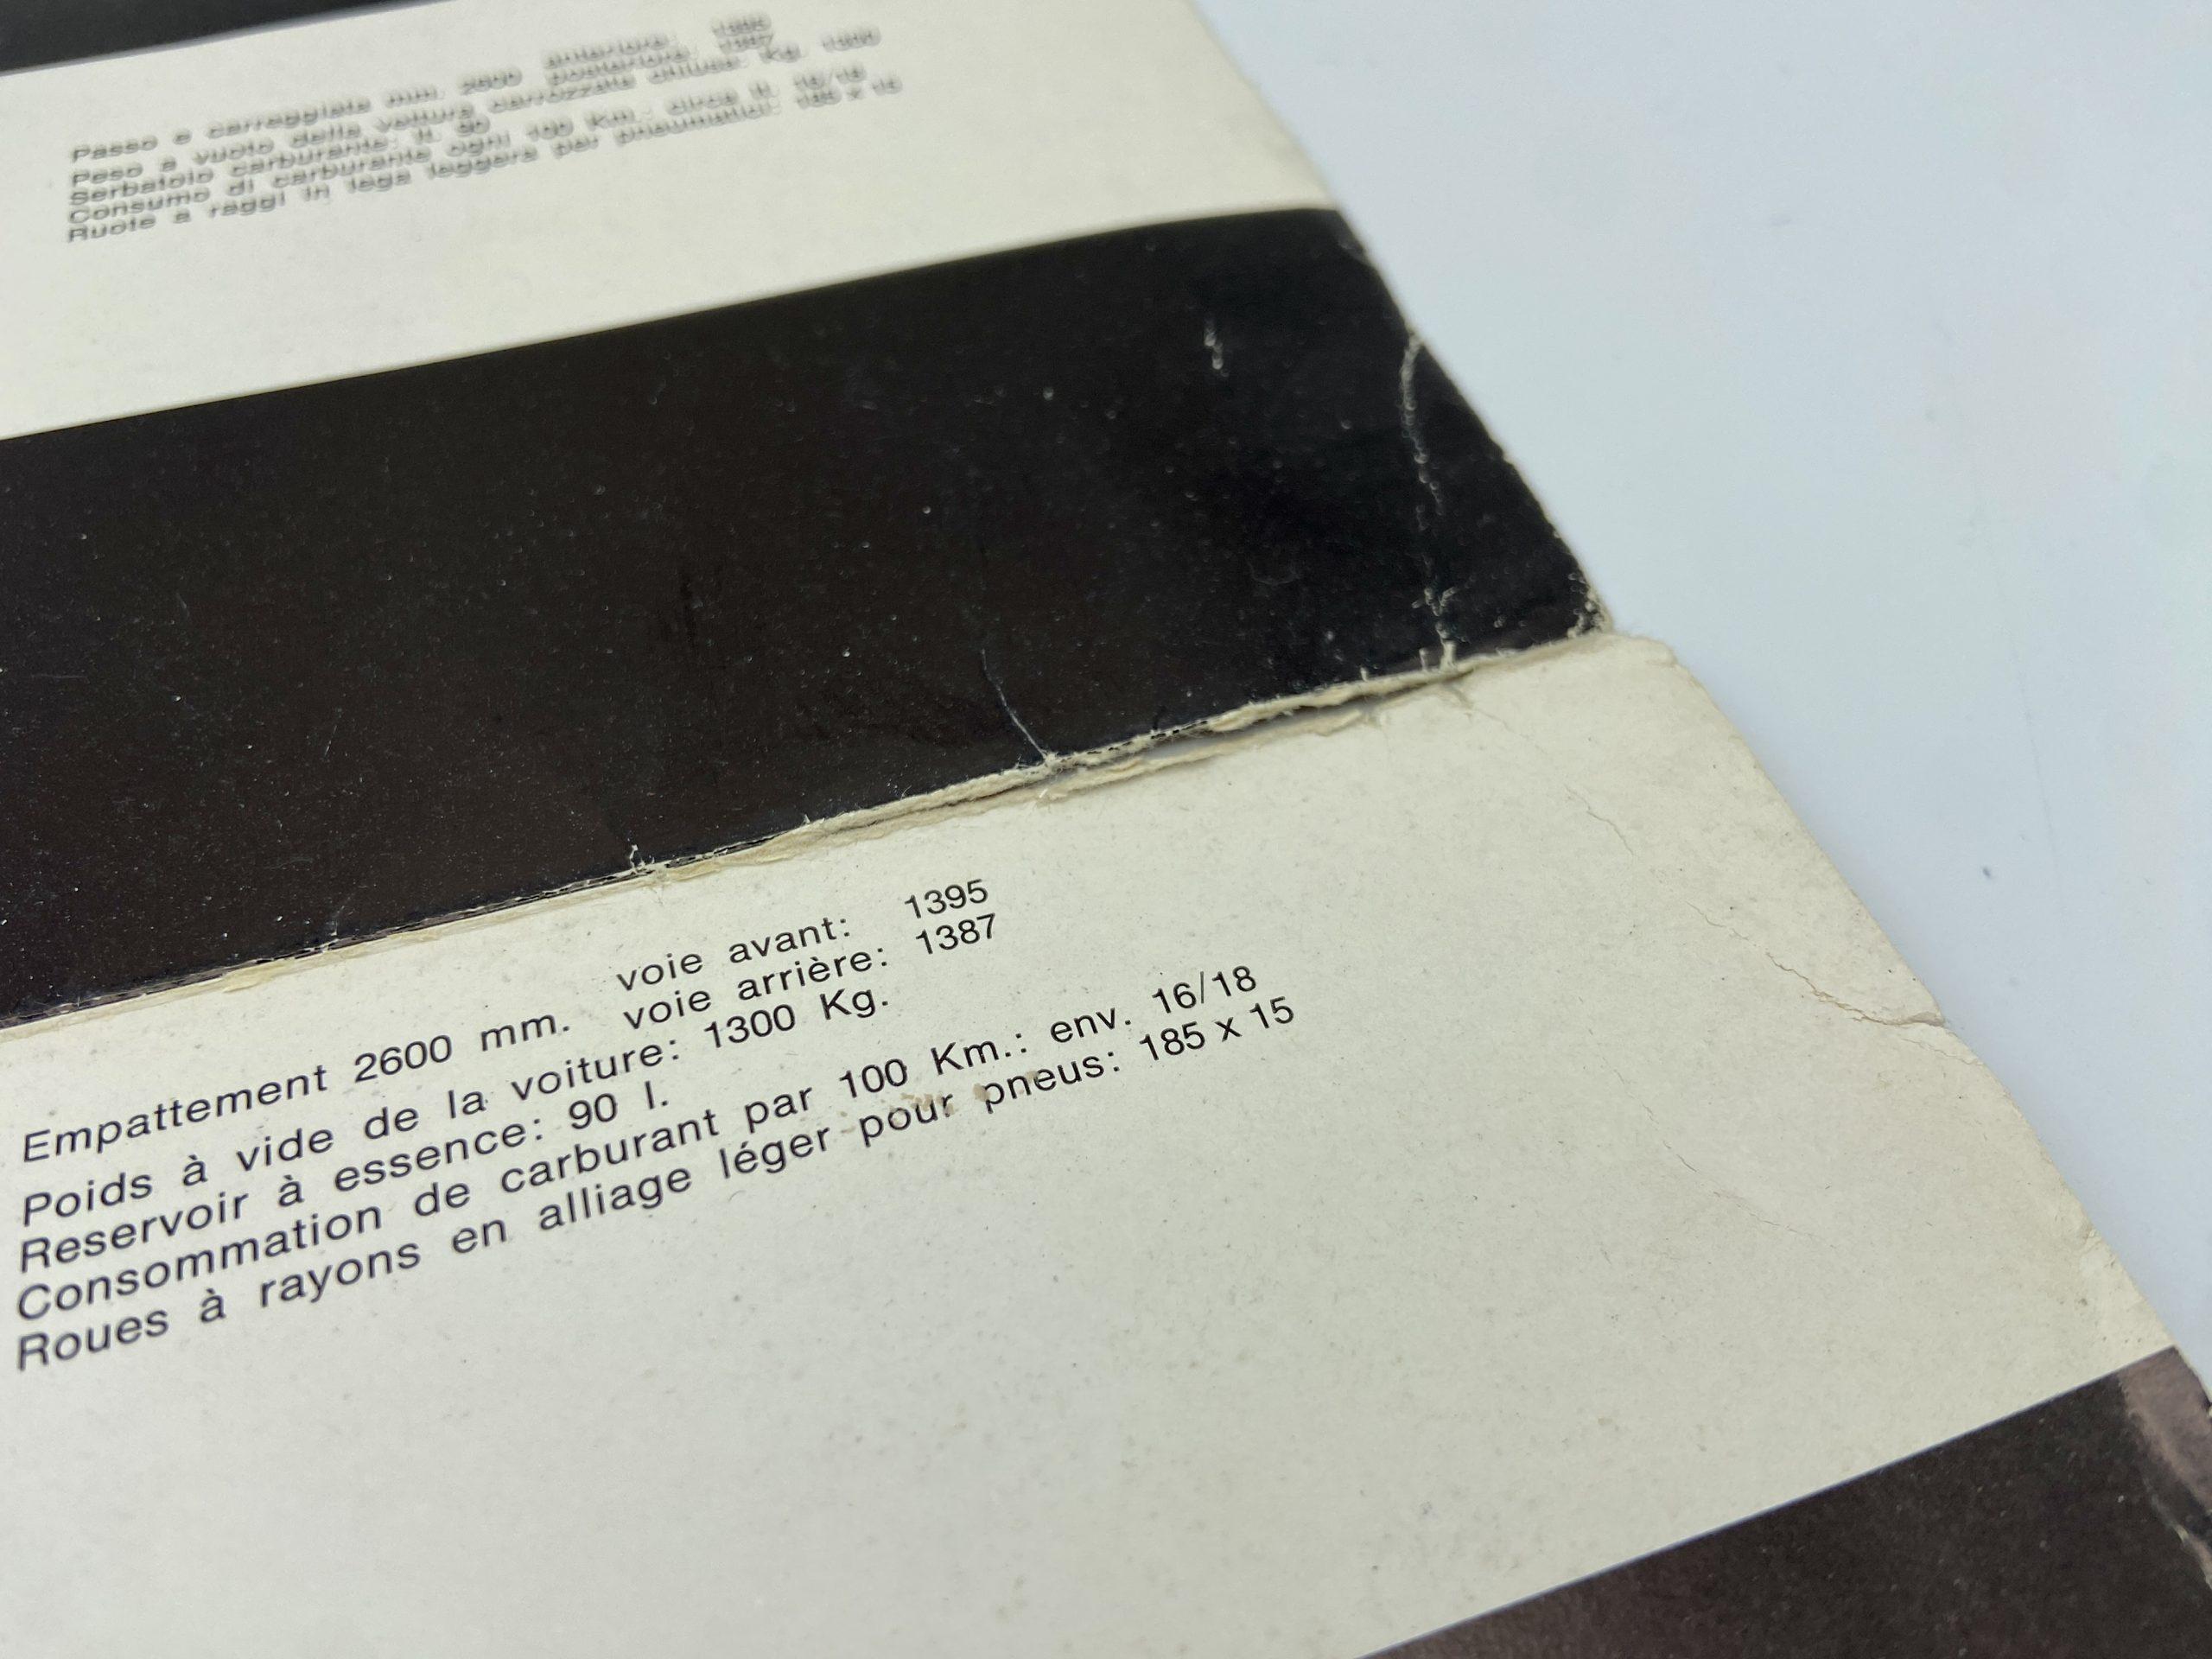 Passo e carreggiata mm. 2600 anteriore: 1395
posteriore: 1387
Peso a vuoto della vettura carrozzata chiusa: Kg. 1300
Serbatoio carburante: lt. 90
Consumo di carburante ogni 100 Km.: circa lt. 16/18
Ruote a raggi in lega leggera per pneumatici: 185 x 15
Empattement 2600 mm. voie avant: 1395
voie arrière: 1387
Poids à vide de la voiture: 1300 Kg.
Reservoir à essence: 90 l.
Consommation de carburant par 100 Km.: env. 16/18
Roues à rayons en alliage léger pour pneus: 185 x 15